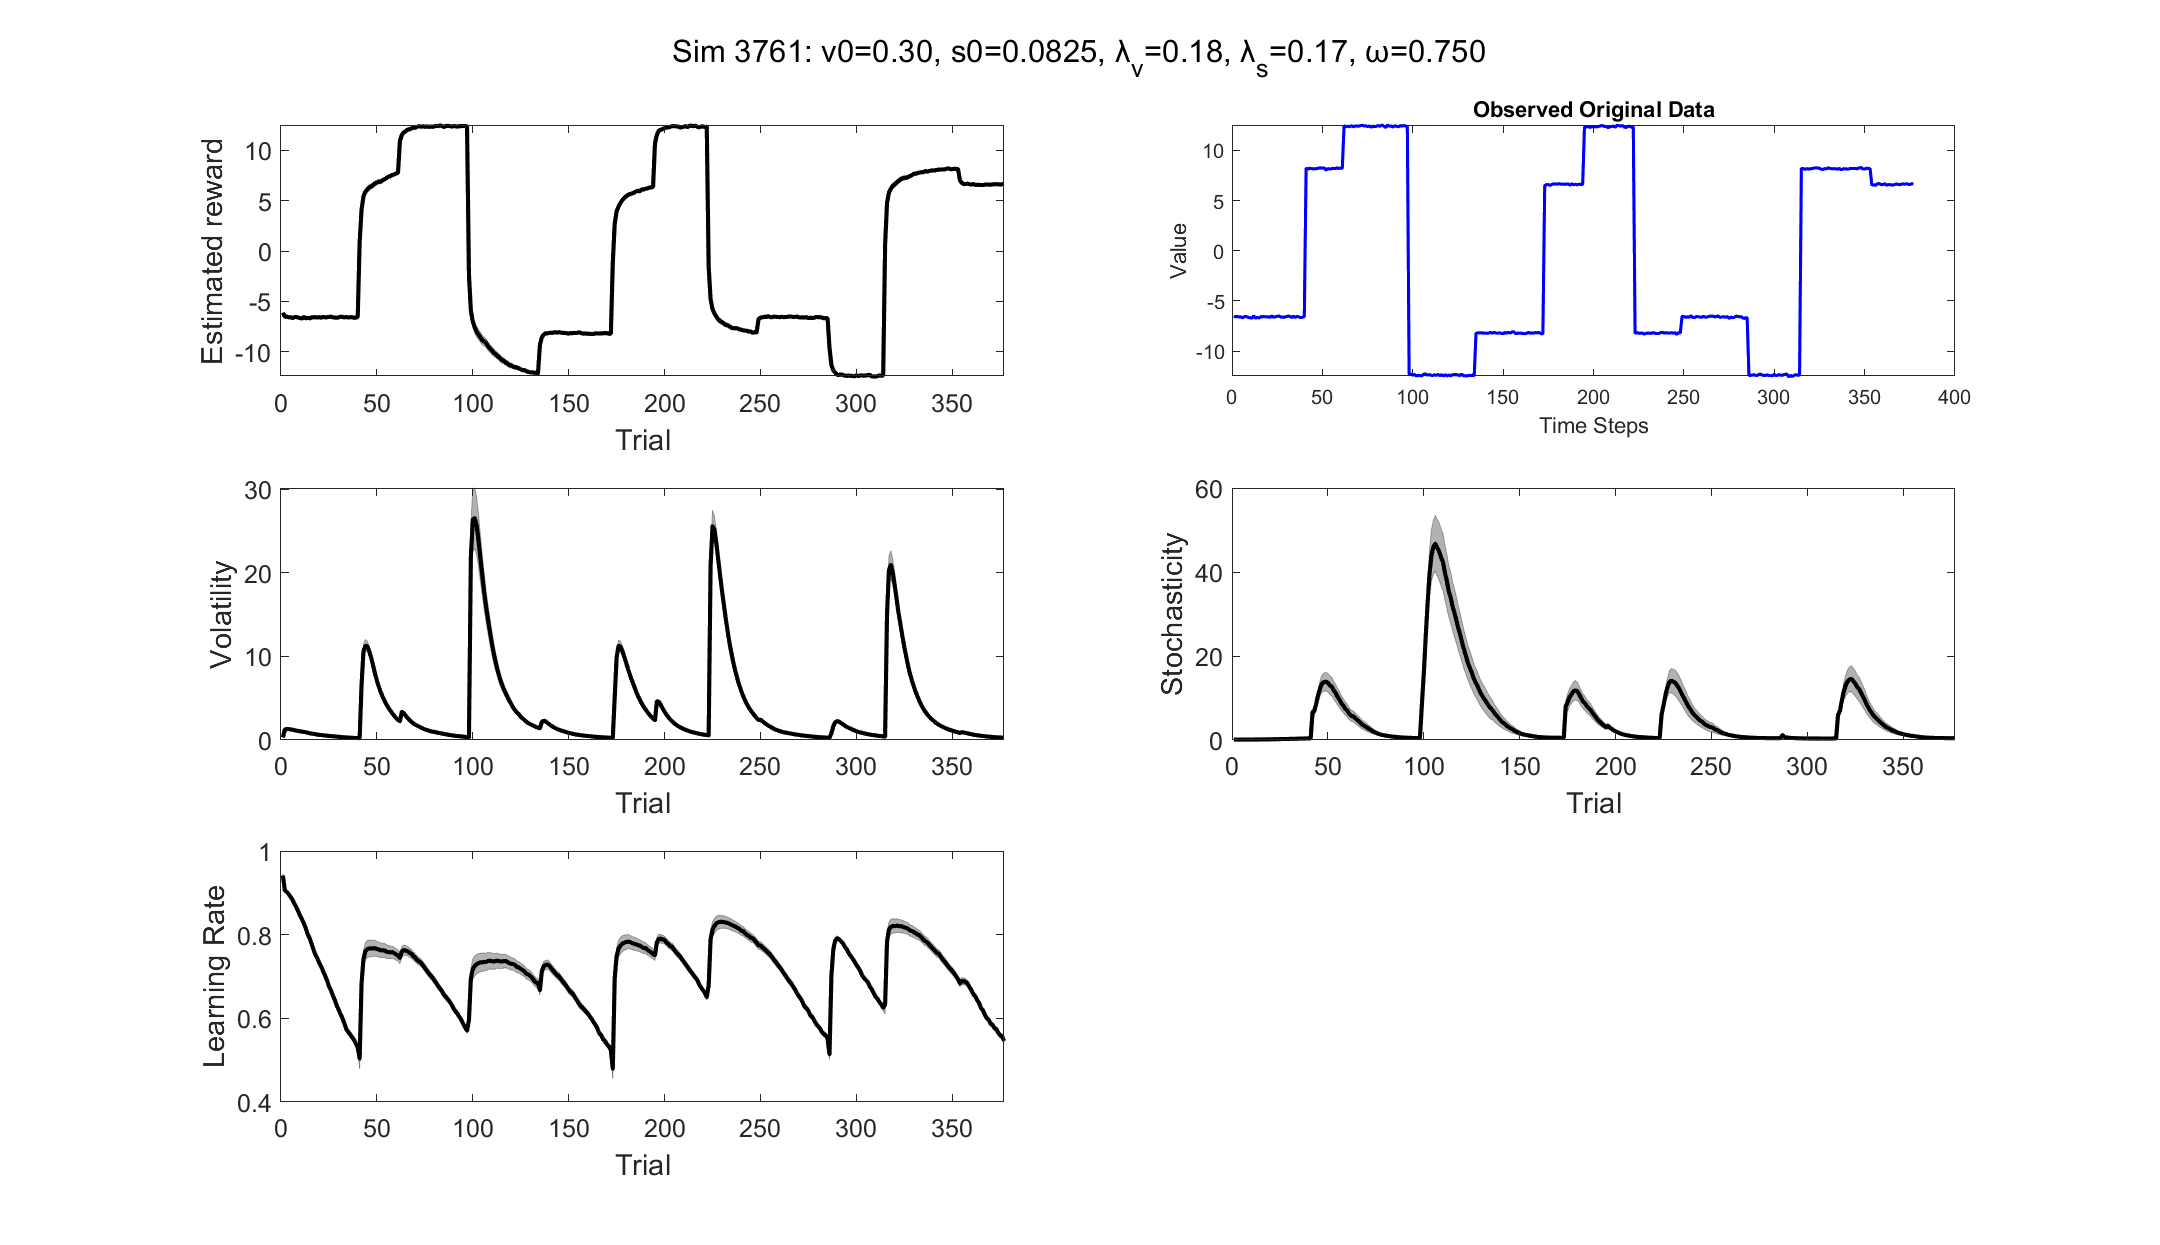 Sim 3761: v0=0.30, s0=0.0825, λ_v=0.18, λ_s=0.17, ω=0.750
Estimated reward
10
5
0
-5
-10
0 50 100 150 200 250 300 350
Trial
Observed Original Data
Value
10
5
0
-5
-10
0 50 100 150 200 250 300 350 400
Time Steps
Volatility
30
20
10
0
0 50 100 150 200 250 300 350
Trial
Stochasticity
60
40
20
0
0 50 100 150 200 250 300 350
Trial
Learning Rate
1
0.8
0.6
0.4
0 50 100 150 200 250 300 350
Trial